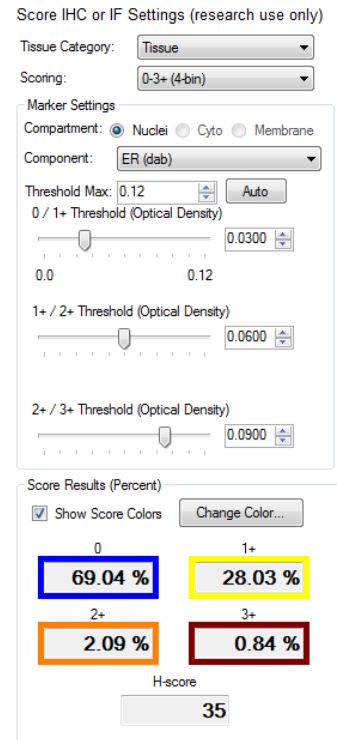 Score IHC or IF Settings (research use only)
Tissue Category: Tissue
Scoring: 0-3+ (4-bin)
Marker Settings
Compartment: Nuclei Cyto Membrane
Component: ER (dab)
Threshold Max: 0.12 Auto
0 / 1+ Threshold (Optical Density)
0.0300
0.0 0.12
1+ / 2+ Threshold (Optical Density)
0.0600
2+ / 3+ Threshold (Optical Density)
0.0900
Score Results (Percent)
Show Score Colors Change Color...
0 1+
69.04 % 28.03 %
2+ 3+
2.09 % 0.84 %
H-score
35